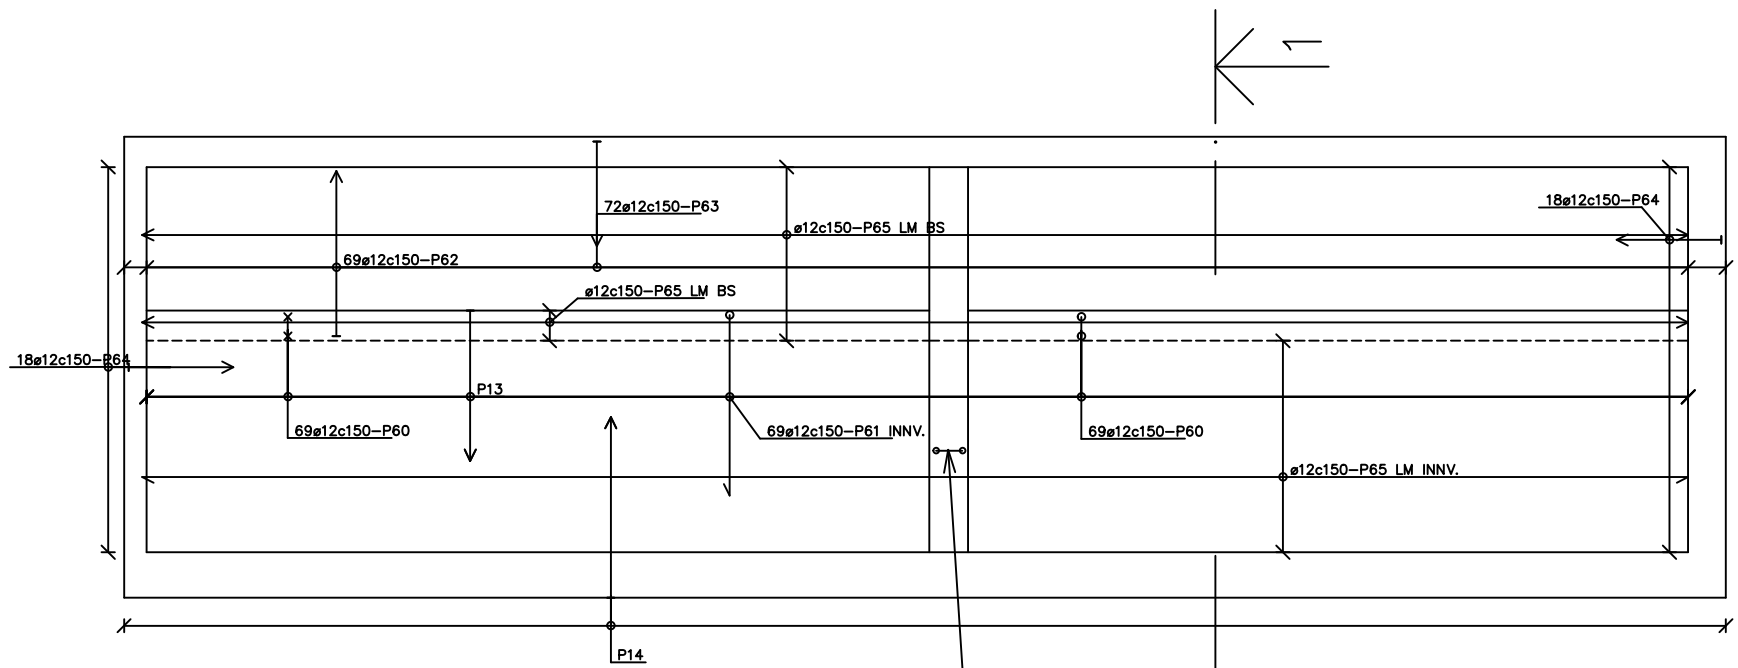 1
72ø12c150-P63
18ø12c150-P64
ø12c150-P65 LM BS
69ø12c150-P62
ø12c150-P65 LM BS
18ø12c150-P64
P13
69ø12c150-P60
69ø12c150-P61 INNV.
69ø12c150-P60
ø12c150-P65 LM INNV.
P14